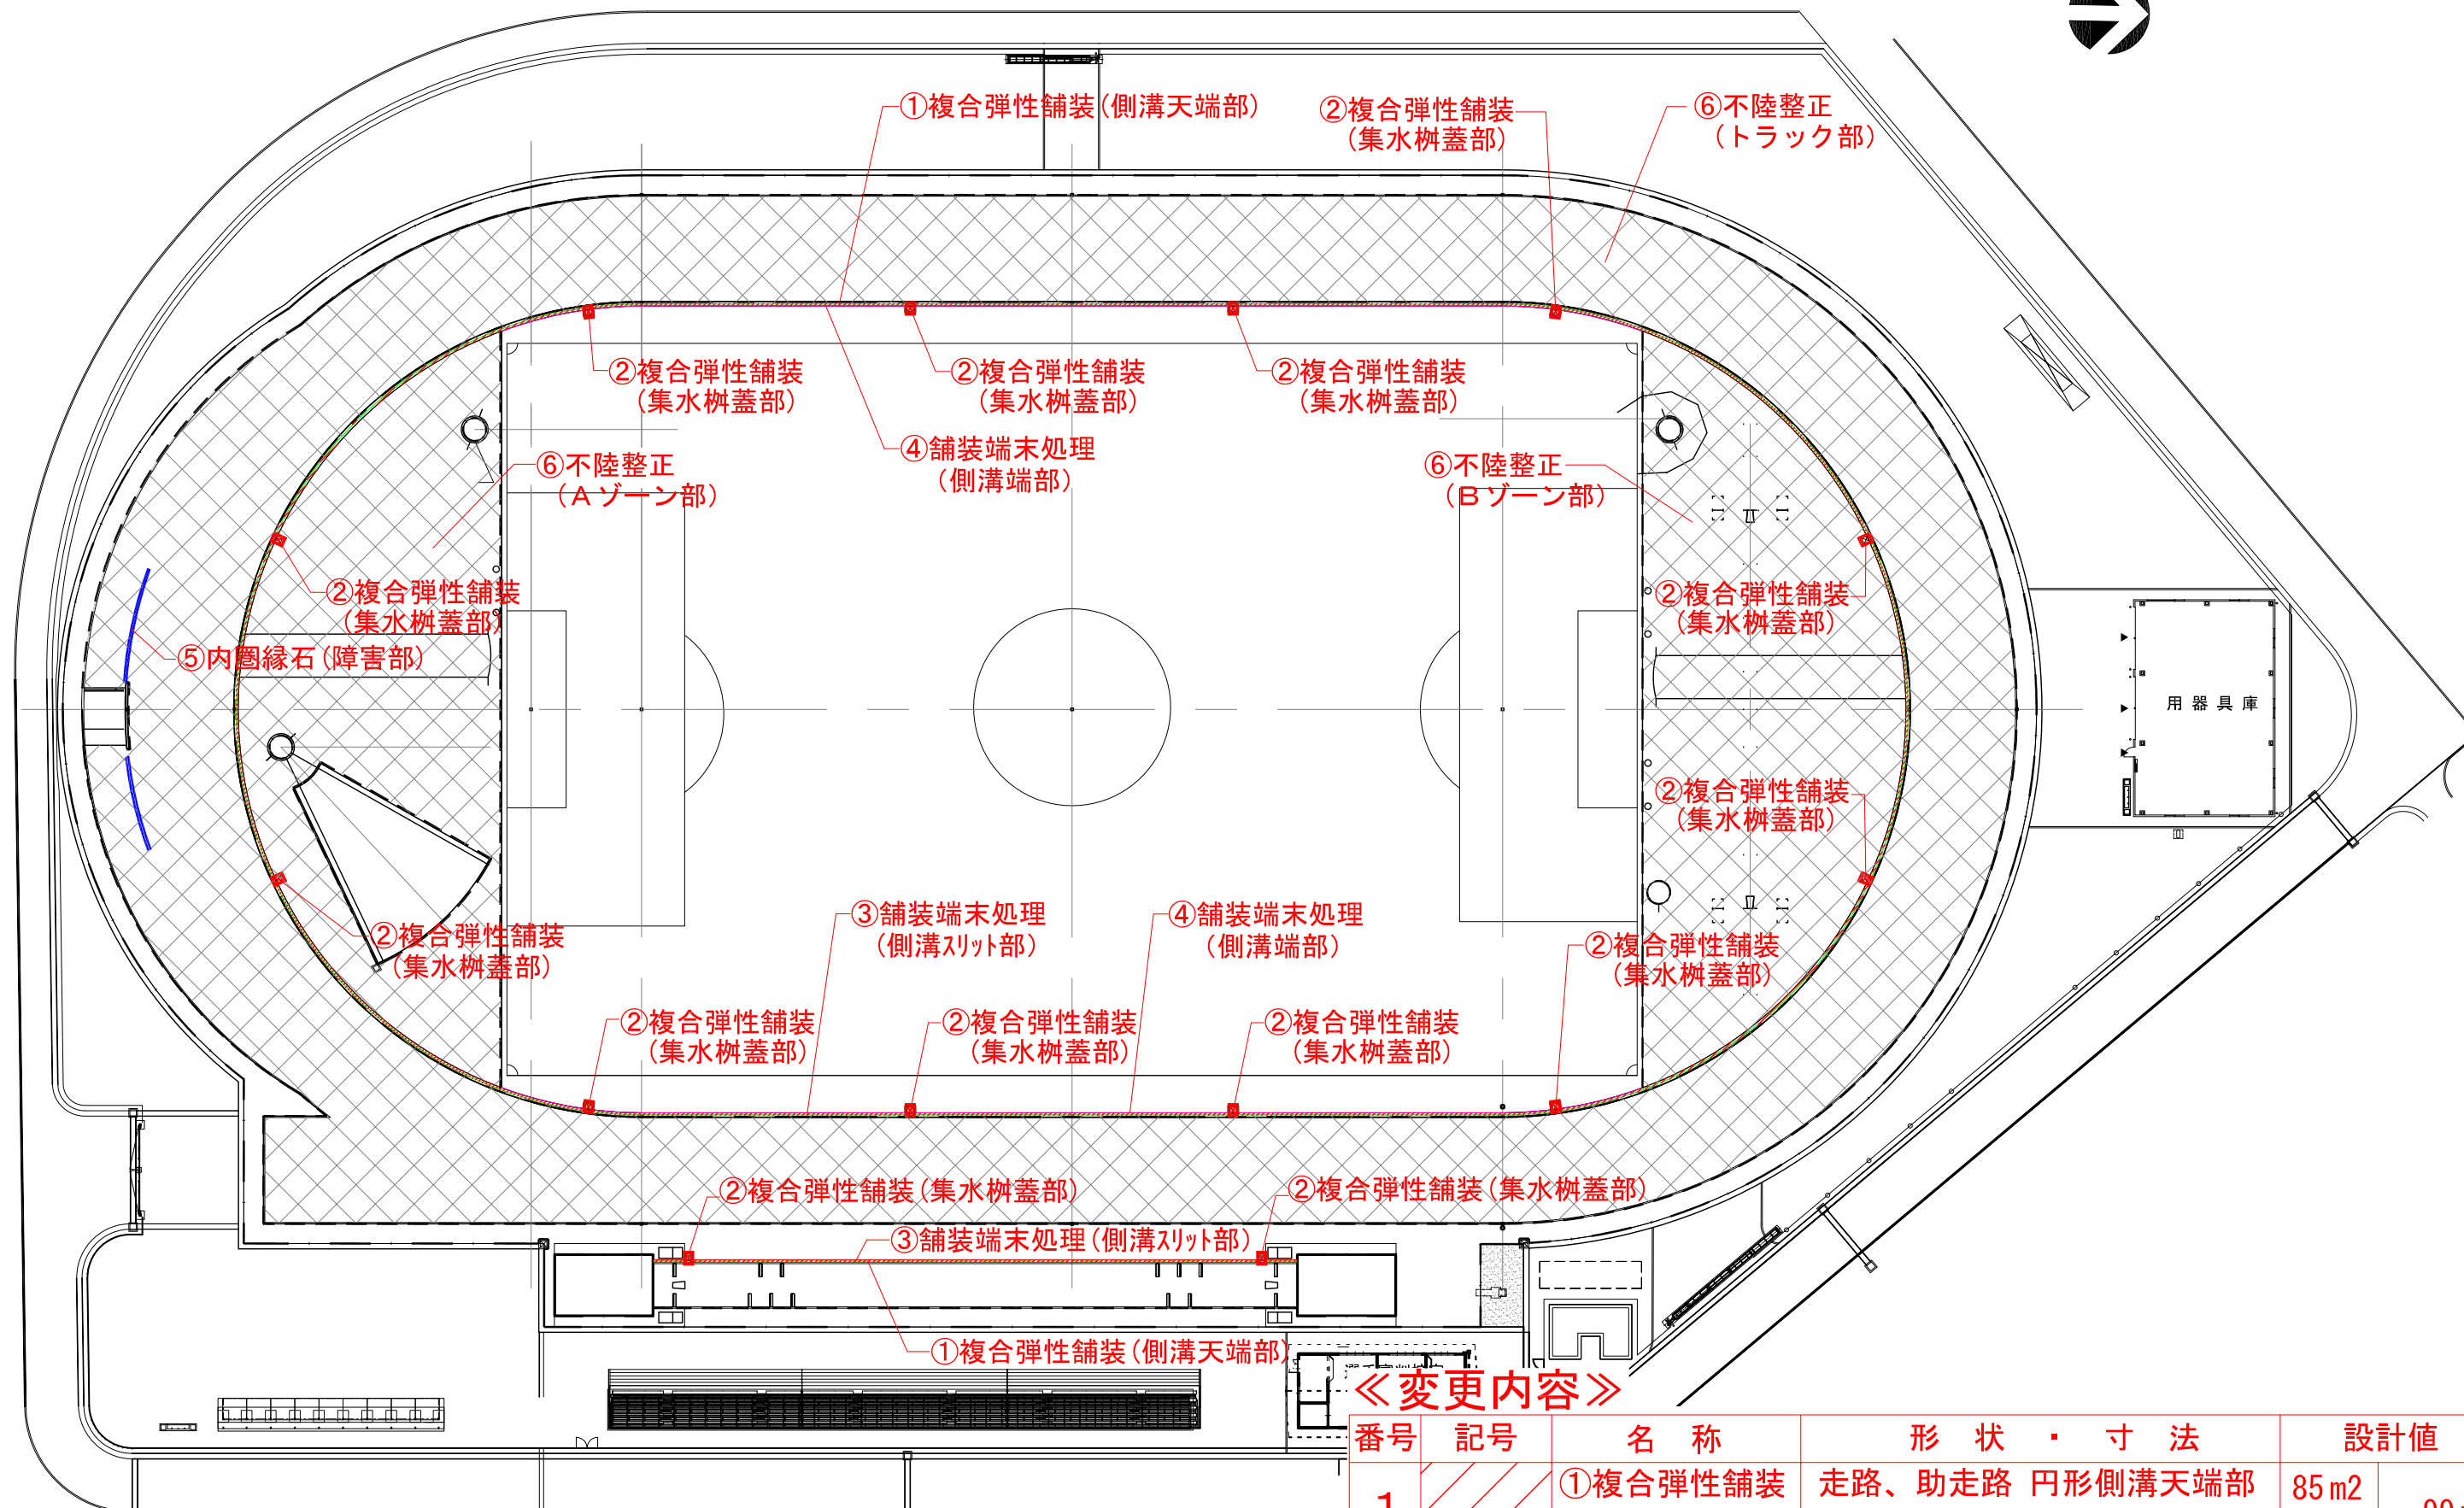 ①複合弾性舗装(側溝天端部)
②複合弾性舗装
(集水桝蓋部)
⑥不陸整正
(トラック部)
②複合弾性舗装
(集水桝蓋部)
②複合弾性舗装
(集水桝蓋部)
②複合弾性舗装
(集水桝蓋部)
④舗装端末処理
(側溝端部)
⑥不陸整正
(Aゾーン部)
⑥不陸整正
(Bゾーン部)
②複合弾性舗装
(集水桝蓋部)
②複合弾性舗装
(集水桝蓋部)
⑤内圏縁石(障害部)
用器具庫
②複合弾性舗装
(集水桝蓋部)
③舗装端末処理
(側溝ｽﾘｯﾄ部)
④舗装端末処理
(側溝端部)
②複合弾性舗装
(集水桝蓋部)
②複合弾性舗装
(集水桝蓋部)
②複合弾性舗装
(集水桝蓋部)
②複合弾性舗装
(集水桝蓋部)
②複合弾性舗装
(集水桝蓋部)
②複合弾性舗装(集水桝蓋部)
②複合弾性舗装(集水桝蓋部)
③舗装端末処理(側溝ｽﾘｯﾄ部)
①複合弾性舗装(側溝天端部)
≪変更内容≫
番号 記号 名称 形状・寸法 設計値
1 ①複合弾性舗装 走路、助走路 円形側溝天端部 85m2